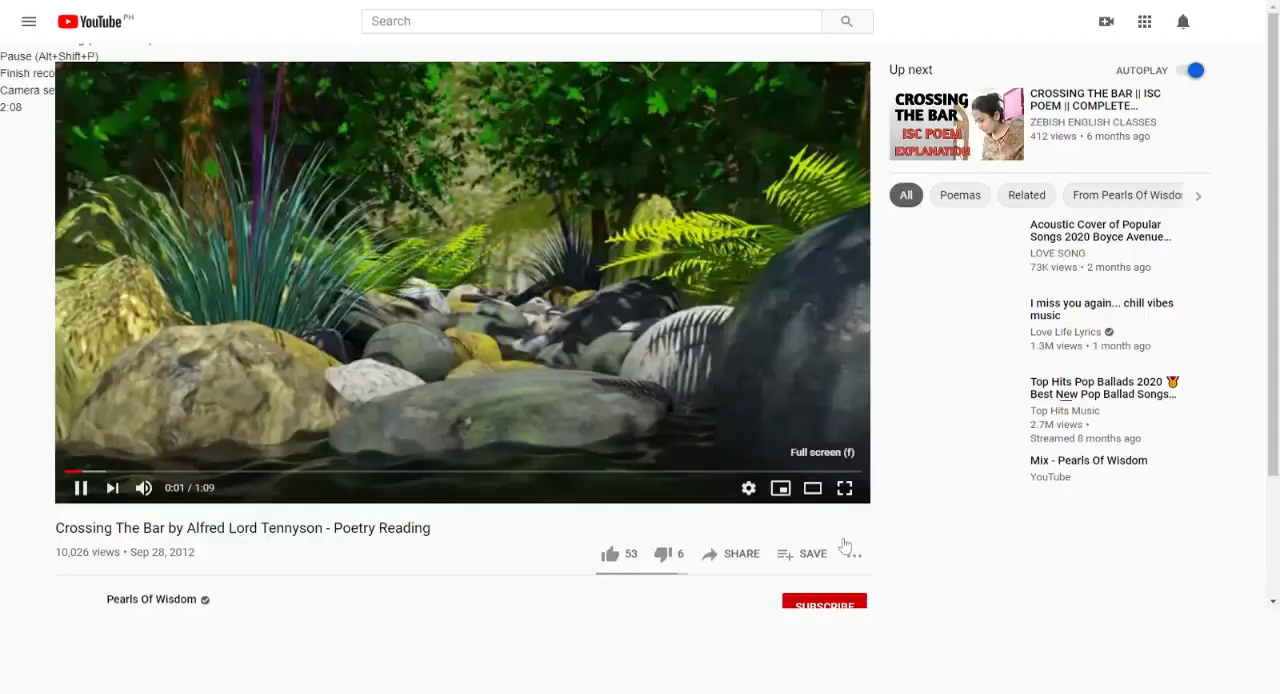 YouTube PH
Search
Pause (Alt+Shift+P)
Finish reco
Camera se
2:08
Full screen (f)
0:01 / 1:09
Crossing The Bar by Alfred Lord Tennyson - Poetry Reading
10,026 views • Sep 28, 2012
53
6
SHARE
SAVE
Pearls Of Wisdom
SUBSCRIBE
Up next
AUTOPLAY
CROSSING
THE BAR
ISC POEM
EXPLANATION
CROSSING THE BAR || ISC
POEM || COMPLETE...
ZEBISH ENGLISH CLASSES
412 views • 6 months ago
All
Poemas
Related
From Pearls Of Wisdo
Acoustic Cover of Popular
Songs 2020 Boyce Avenue...
LOVE SONG
73K views • 2 months ago
I miss you again... chill vibes
music
Love Life Lyrics
1.3M views • 1 month ago
Top Hits Pop Ballads 2020
Best New Pop Ballad Songs...
Top Hits Music
2.7M views •
Streamed 8 months ago
Mix - Pearls Of Wisdom
YouTube